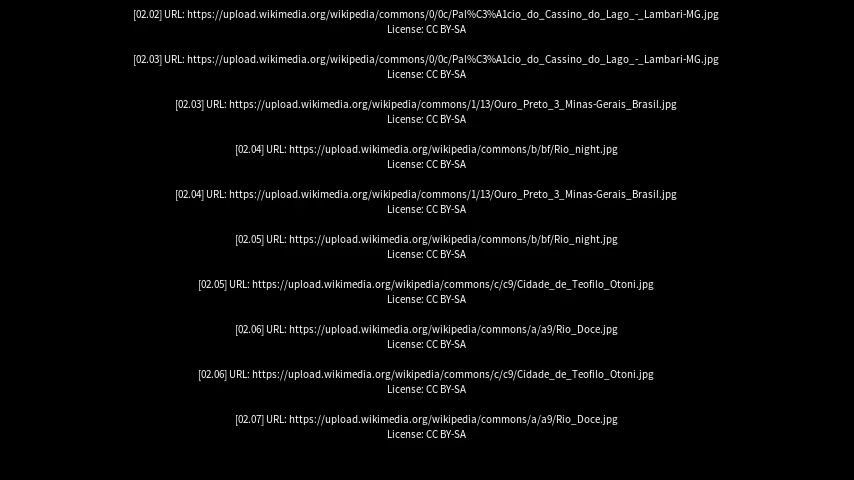 [02.02] URL: https://upload.wikimedia.org/wikipedia/commons/0/0c/Pal%C3%A1cio_do_Cassino_do_Lago_-_Lambari-MG.jpg
License: CC BY-SA
[02.03] URL: https://upload.wikimedia.org/wikipedia/commons/0/0c/Pal%C3%A1cio_do_Cassino_do_Lago_-_Lambari-MG.jpg
License: CC BY-SA
[02.03] URL: https://upload.wikimedia.org/wikipedia/commons/1/13/Ouro_Preto_3_Minas-Gerais_Brasil.jpg
License: CC BY-SA
[02.04] URL: https://upload.wikimedia.org/wikipedia/commons/b/bf/Rio_night.jpg
License: CC BY-SA
[02.04] URL: https://upload.wikimedia.org/wikipedia/commons/1/13/Ouro_Preto_3_Minas-Gerais_Brasil.jpg
License: CC BY-SA
[02.05] URL: https://upload.wikimedia.org/wikipedia/commons/b/bf/Rio_night.jpg
License: CC BY-SA
[02.05] URL: https://upload.wikimedia.org/wikipedia/commons/c/c9/Cidade_de_Teofilo_Otoni.jpg
License: CC BY-SA
[02.06] URL: https://upload.wikimedia.org/wikipedia/commons/a/a9/Rio_Doce.jpg
License: CC BY-SA
[02.06] URL: https://upload.wikimedia.org/wikipedia/commons/c/c9/Cidade_de_Teofilo_Otoni.jpg
License: CC BY-SA
[02.07] URL: https://upload.wikimedia.org/wikipedia/commons/a/a9/Rio_Doce.jpg
License: CC BY-SA